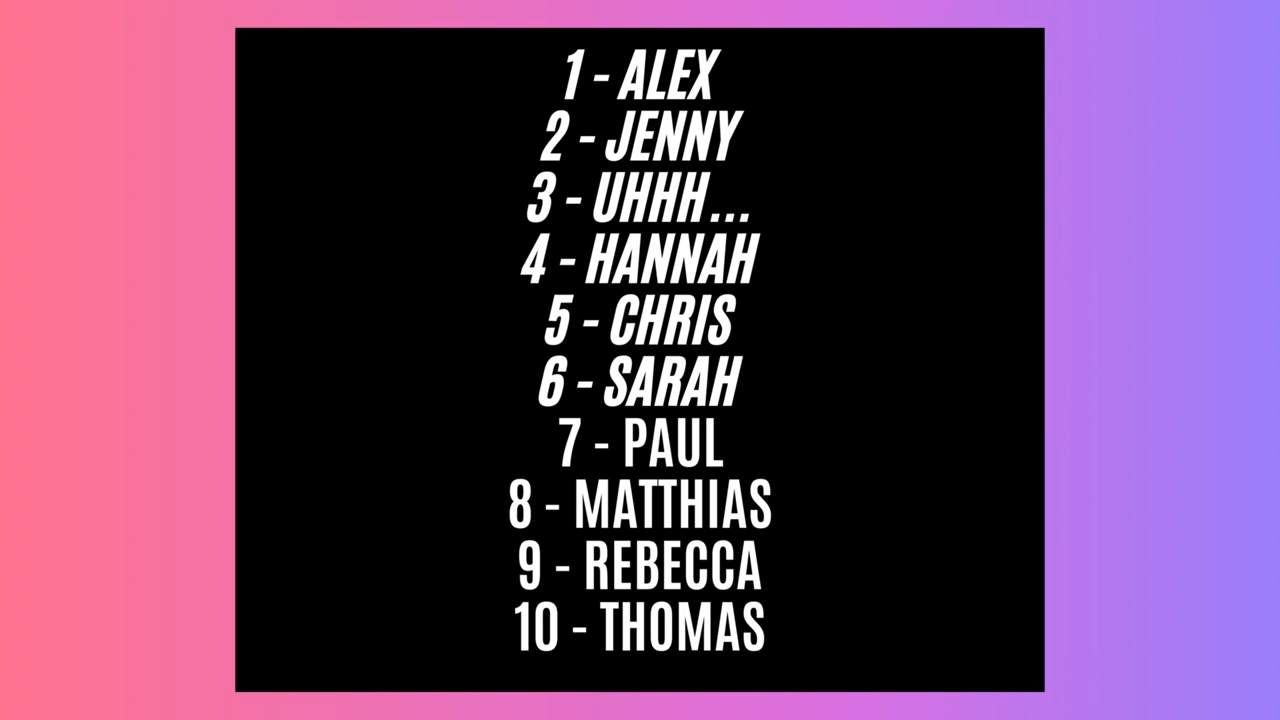 1 - ALEX
2 - JENNY
3 - UHHH...
4 - HANNAH
5 - CHRIS
6 - SARAH
7 - PAUL
8 - MATTHIAS
9 - REBECCA
10 - THOMAS